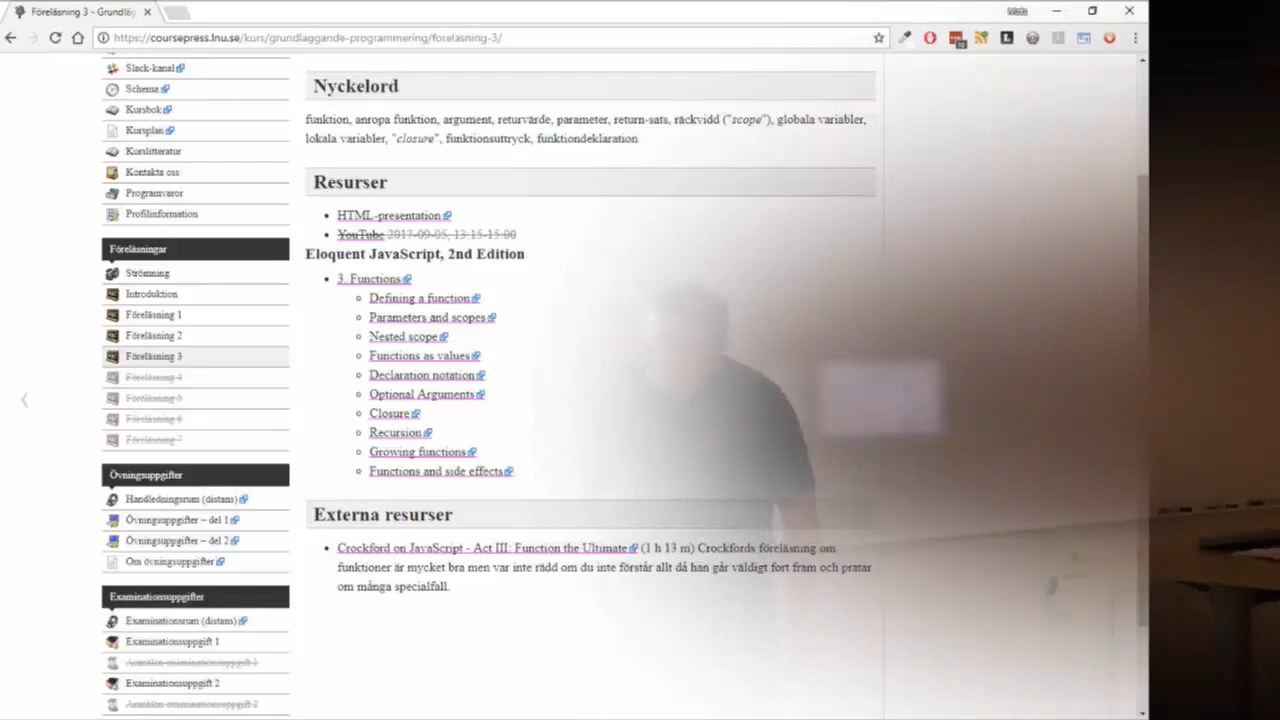 Föreläsning 3 - Grundläg
Mats
https://coursepress.lnu.se/kurs/grundlaggande-programmering/forelasning-3/
Slack-kanal
Schema
Kursbok
Kursplan
Kurslitteratur
Kontakta oss
Programvaror
Profilinformation
Föreläsningar
Strömning
Introduktion
Föreläsning 1
Föreläsning 2
Föreläsning 3
Föreläsning 4
Föreläsning 5
Föreläsning 6
Föreläsning 7
Övningsuppgifter
Handledningsrum (distans)
Övningsuppgifter – del 1
Övningsuppgifter – del 2
Om övningsuppgifter
Examinationsuppgifter
Examinationsrum (distans)
Examinationsuppgift 1
Anmälan examinationsuppgift 1
Examinationsuppgift 2
Anmälan examinationsuppgift 2
Nyckelord
funktion, anropa funktion, argument, returvärde, parameter, return-sats, räckvidd ("scope"), globala variabler,
lokala variabler, "closure", funktionsuttryck, funktiondeklaration
Resurser
HTML-presentation
YouTube 2017-09-05, 13:15-15:00
Eloquent JavaScript, 2nd Edition
3. Functions
Defining a function
Parameters and scopes
Nested scope
Functions as values
Declaration notation
Optional Arguments
Closure
Recursion
Growing functions
Functions and side effects
Externa resurser
Crockford on JavaScript - Act III: Function the Ultimate (1 h 13 m) Crockfords föreläsning om
funktioner är mycket bra men var inte rädd om du inte förstår allt då han går väldigt fort fram och pratar
om många specialfall.